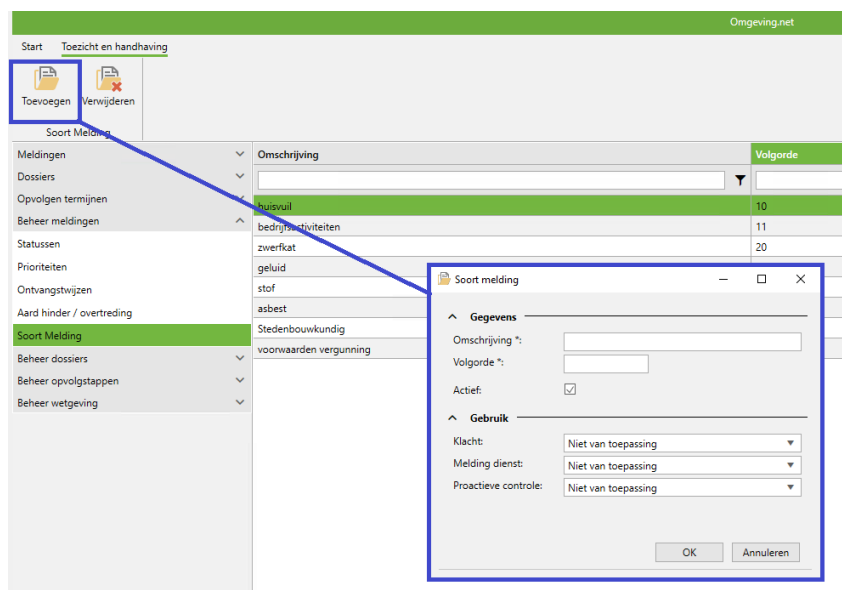 Omgeving.net
Start Toezicht en handhaving
Toevoegen Verwijderen
Soort Melding
Meldingen
Dossiers
Opvolgen termijnen
Beheer meldingen
Statussen
Prioriteiten
Ontvangstwijzen
Aard hinder / overtreding
Soort Melding
Beheer dossiers
Beheer opvolgstappen
Beheer wetgeving
Omschrijving Volgorde
huisvuil 10
bedrijfsactiviteiten 11
zwerfkat 20
geluid
stof
asbest
Stedenbouwkundig
voorwaarden vergunning
Soort melding
Gegevens
Omschrijving *:
Volgorde *:
Actief:
Gebruik
Klacht: Niet van toepassing
Melding dienst: Niet van toepassing
Proactieve controle: Niet van toepassing
OK Annuleren